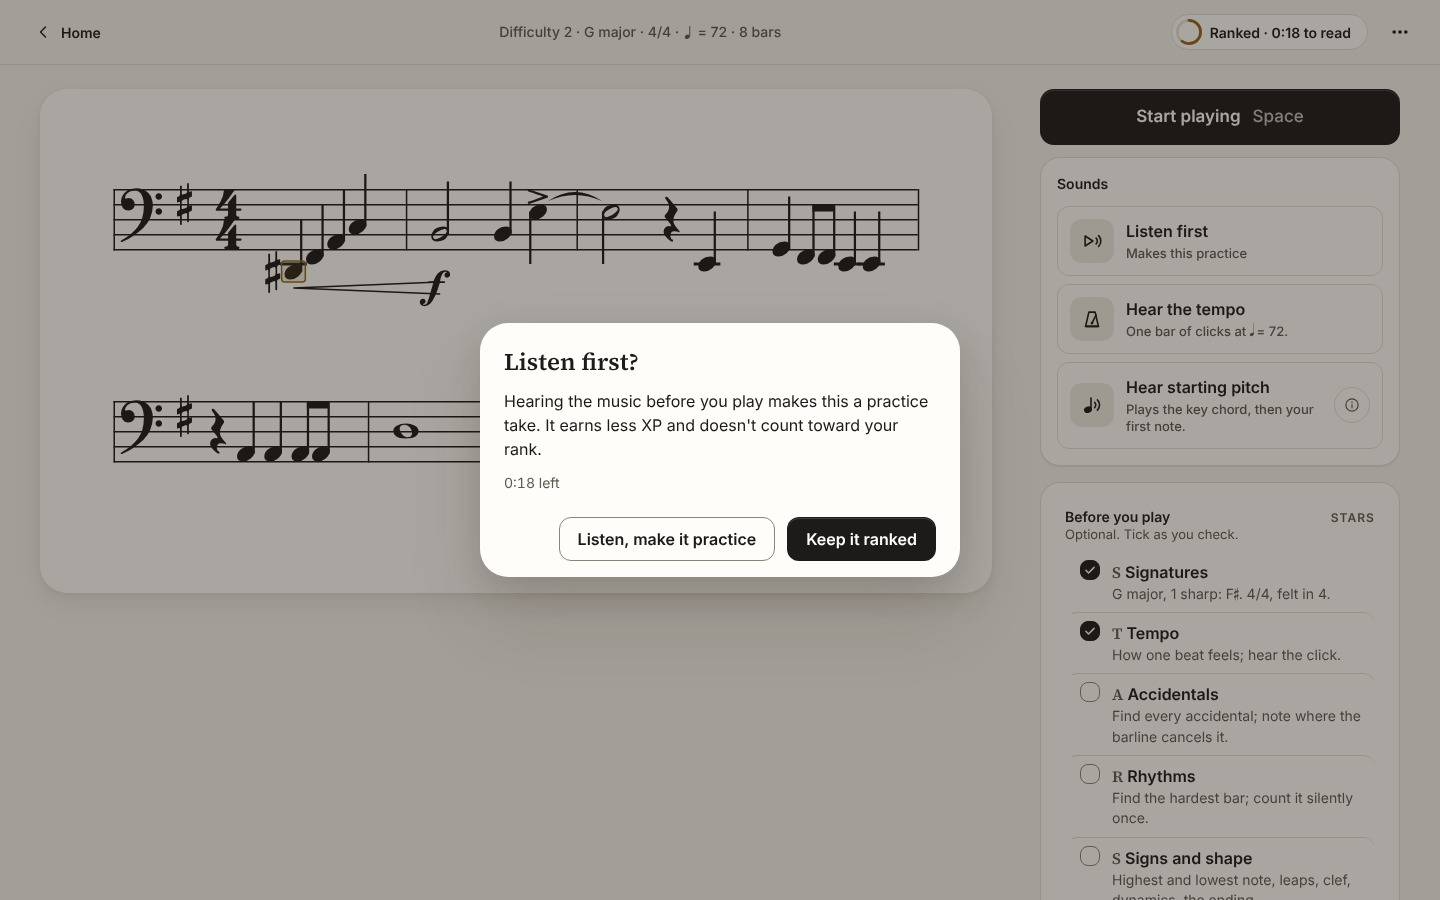 Home
Difficulty 2 · G major · 4/4 · ♩ = 72 · 8 bars
Ranked · 0:18 to read
Start playing Space
Sounds
Listen first
Makes this practice
Hear the tempo
One bar of clicks at ♩= 72.
Hear starting pitch
Plays the key chord, then your
first note.
4
4
f
Listen first?
Hearing the music before you play makes this a practice
take. It earns less XP and doesn't count toward your
rank.
0:18 left
Listen, make it practice
Keep it ranked
Before you play
STARS
Optional. Tick as you check.
S Signatures
G major, 1 sharp: F♯. 4/4, felt in 4.
T Tempo
How one beat feels; hear the click.
A Accidentals
Find every accidental; note where the
barline cancels it.
R Rhythms
Find the hardest bar; count it silently
once.
S Signs and shape
Highest and lowest note, leaps, clef,
dynamics, the ending.